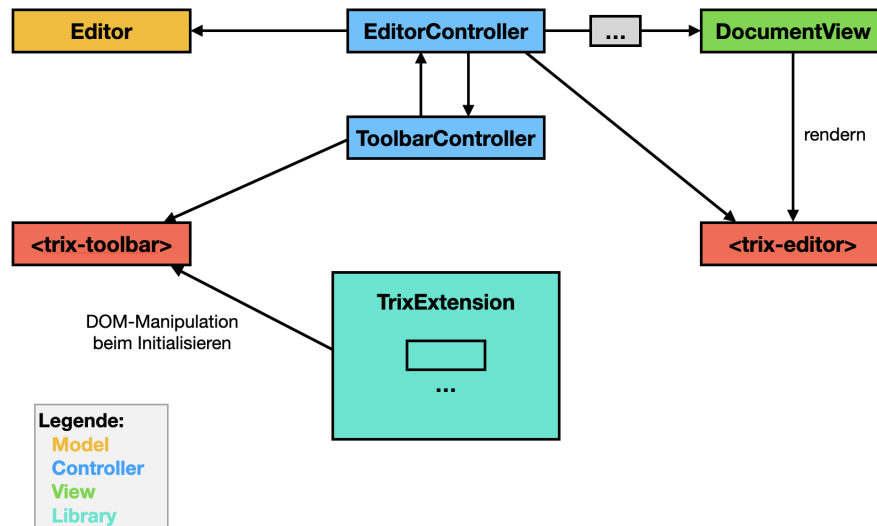 Editor
EditorController
...
DocumentView
ToolbarController
rendern
<trix-toolbar>
<trix-editor>
TrixExtension
DOM-Manipulation
beim Initialisieren
...
Legende:
Model
Controller
View
Library